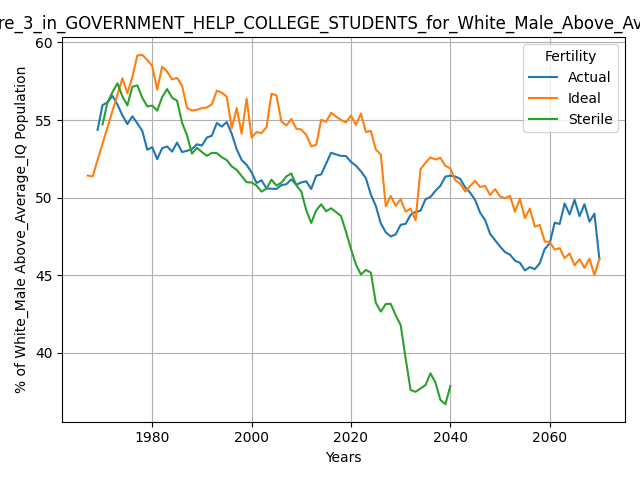 re_3_in_GOVERNMENT_HELP_COLLEGE_STUDENTS_for_White_Male_Above_Av
% of White_Male Above_Average_IQ Population
60
55
50
45
40
Fertility
Actual
Ideal
Sterile
1980
2000
2020
2040
2060
Years